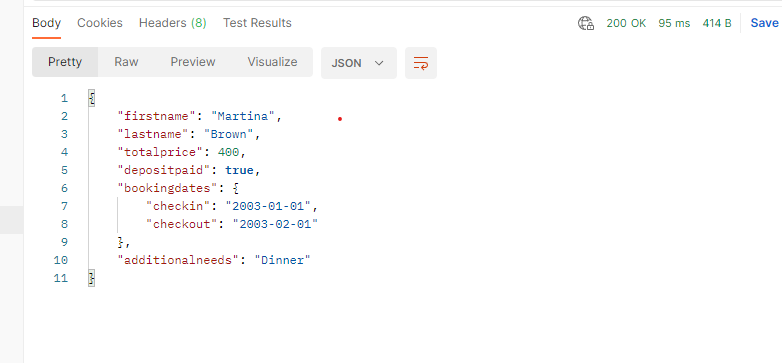 Body Cookies Headers (8) Test Results 200 OK 95 ms 414 B Save
Pretty Raw Preview Visualize JSON
1 {
2 "firstname": "Martina",
3 "lastname": "Brown",
4 "totalprice": 400,
5 "depositpaid": true,
6 "bookingdates": {
7 "checkin": "2003-01-01",
8 "checkout": "2003-02-01"
9 },
10 "additionalneeds": "Dinner"
11 }